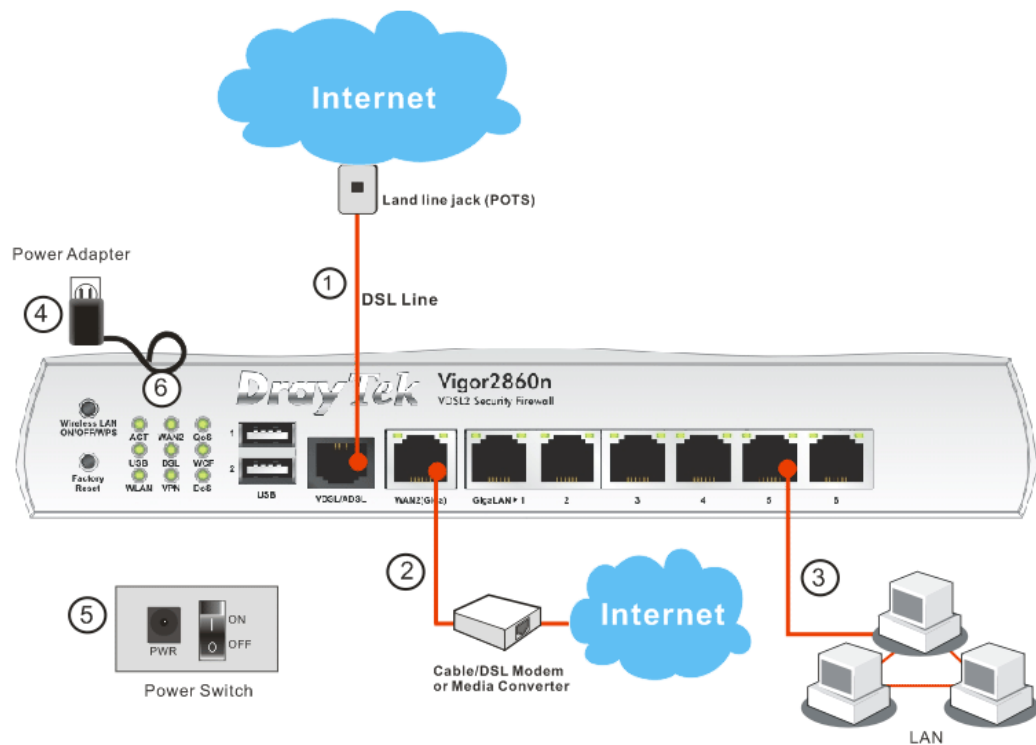 Internet
Land line jack (POTS)
Power Adapter
1
DSL Line
4
6
DrayTek
Vigor2860n
VDSL2 Security Firewall
Wireless LAN
ON/OFF/WPS
ACT WAN2 QoS
USB DSL WCF
WLAN VPN DoS
Factory
Reset
1
2
USB
VDSL/ADSL
WAN2(Giga)
GigaLAN 1
2
3
4
5
6
2
3
Internet
5
PWR
ON
OFF
I
0
Power Switch
Cable/DSL Modem
or Media Converter
LAN